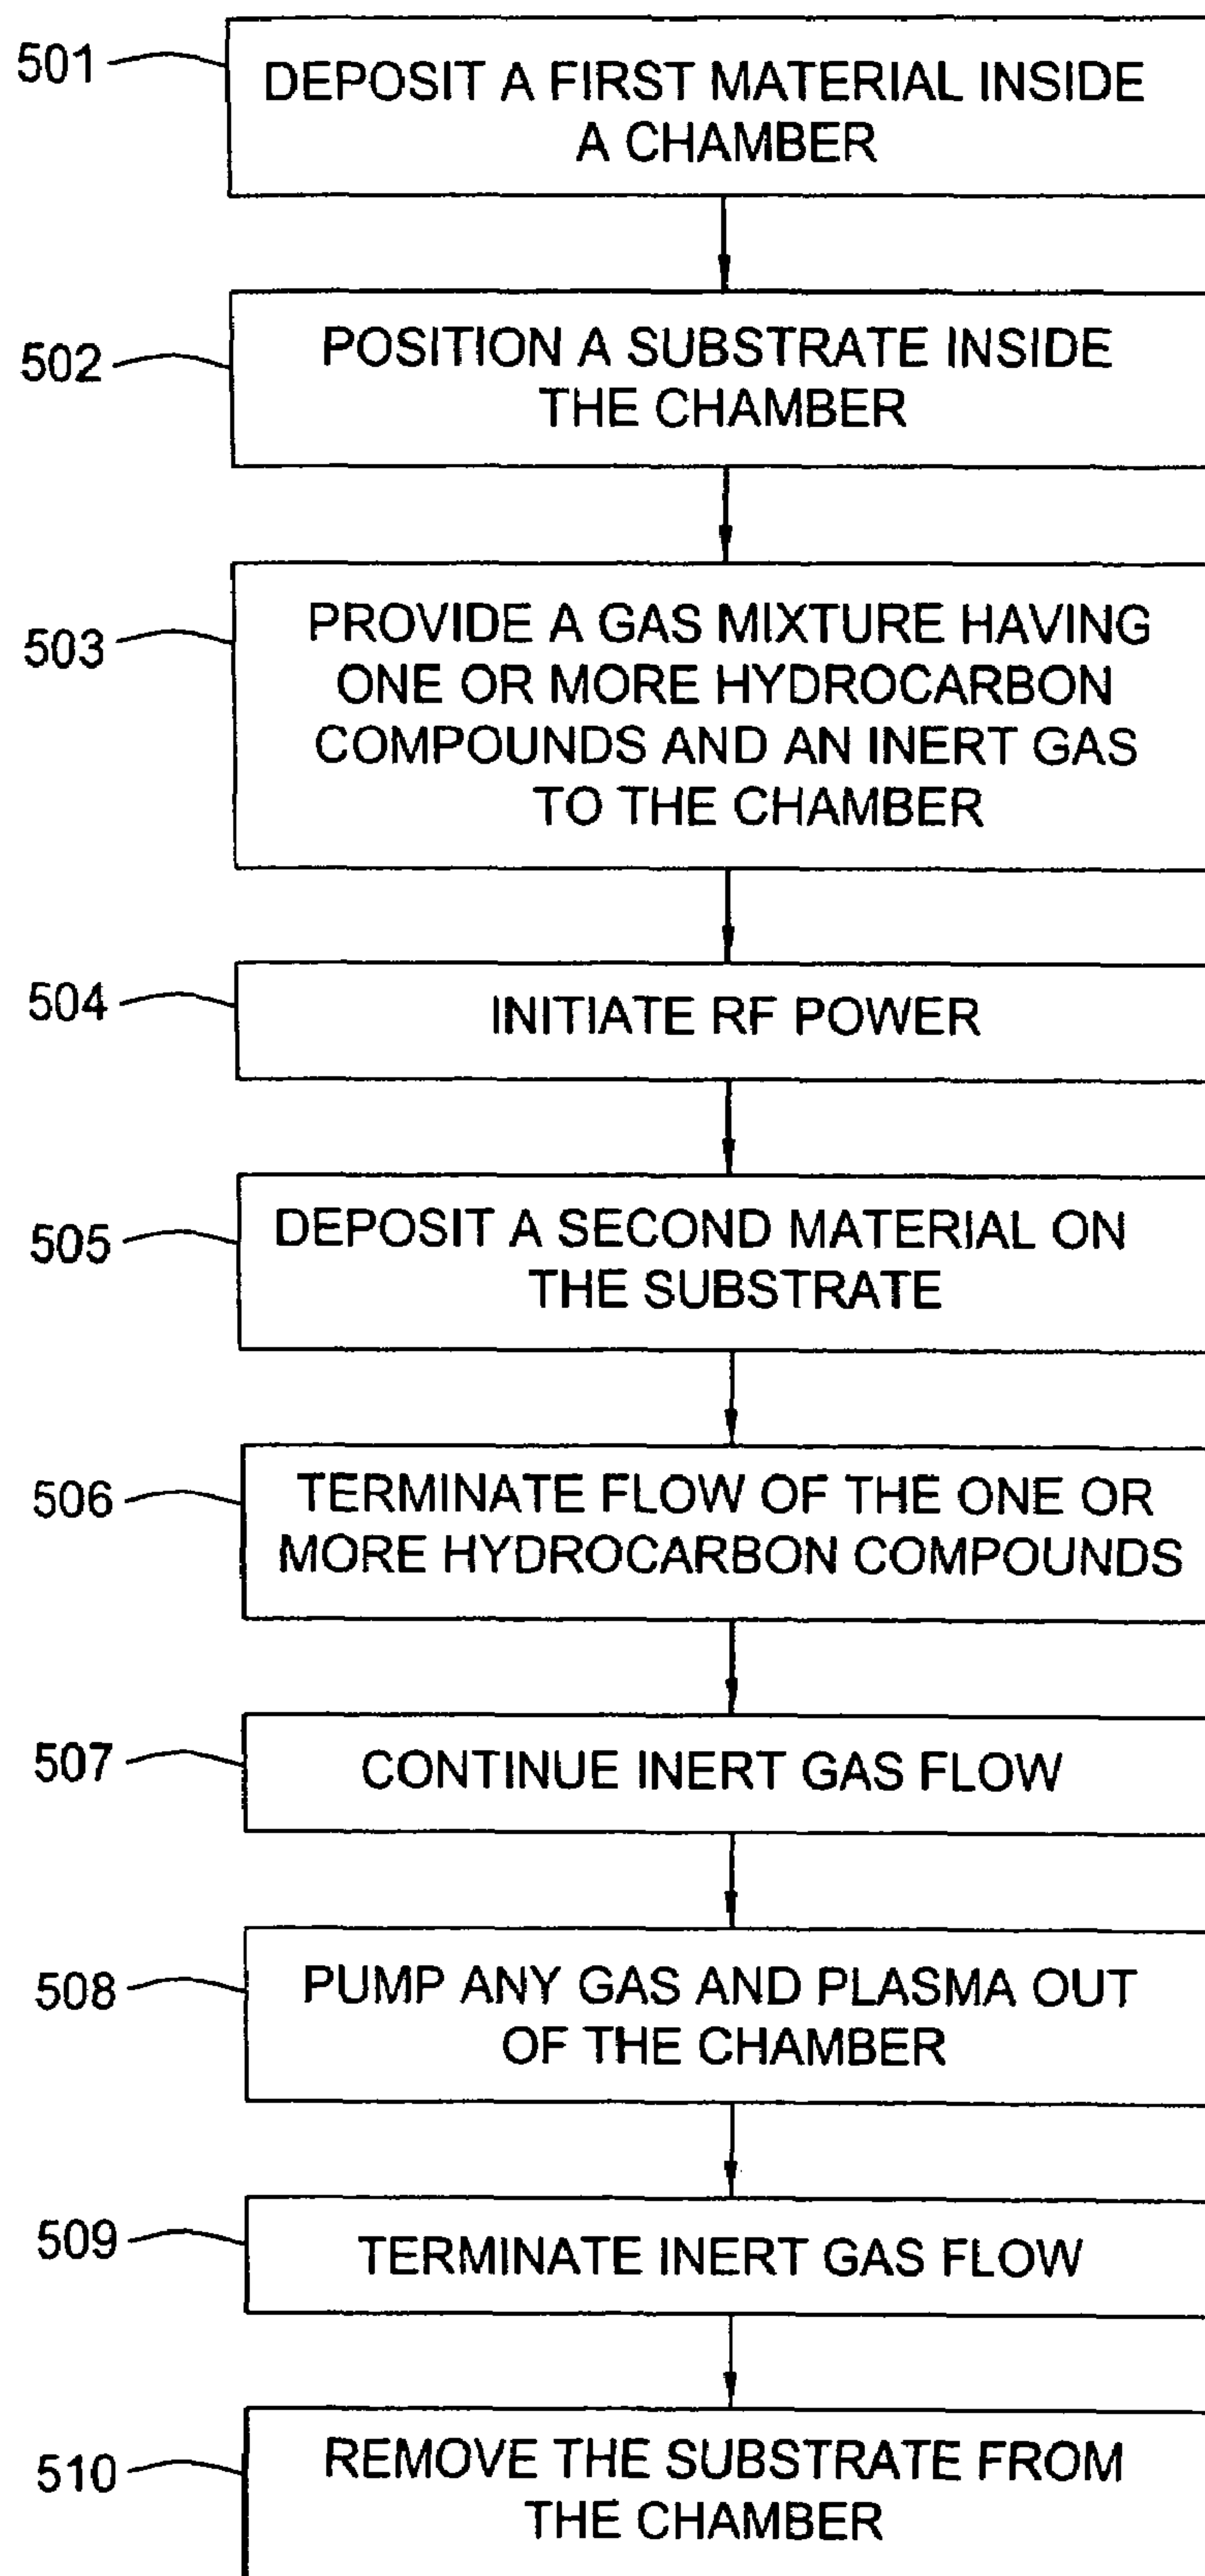 501
DEPOSIT A FIRST MATERIAL INSIDE
A CHAMBER
502
POSITION A SUBSTRATE INSIDE
THE CHAMBER
503
PROVIDE A GAS MIXTURE HAVING
ONE OR MORE HYDROCARBON
COMPOUNDS AND AN INERT GAS
TO THE CHAMBER
504
INITIATE RF POWER
505
DEPOSIT A SECOND MATERIAL ON
THE SUBSTRATE
506
TERMINATE FLOW OF THE ONE OR
MORE HYDROCARBON COMPOUNDS
507
CONTINUE INERT GAS FLOW
508
PUMP ANY GAS AND PLASMA OUT
OF THE CHAMBER
509
TERMINATE INERT GAS FLOW
510
REMOVE THE SUBSTRATE FROM
THE CHAMBER